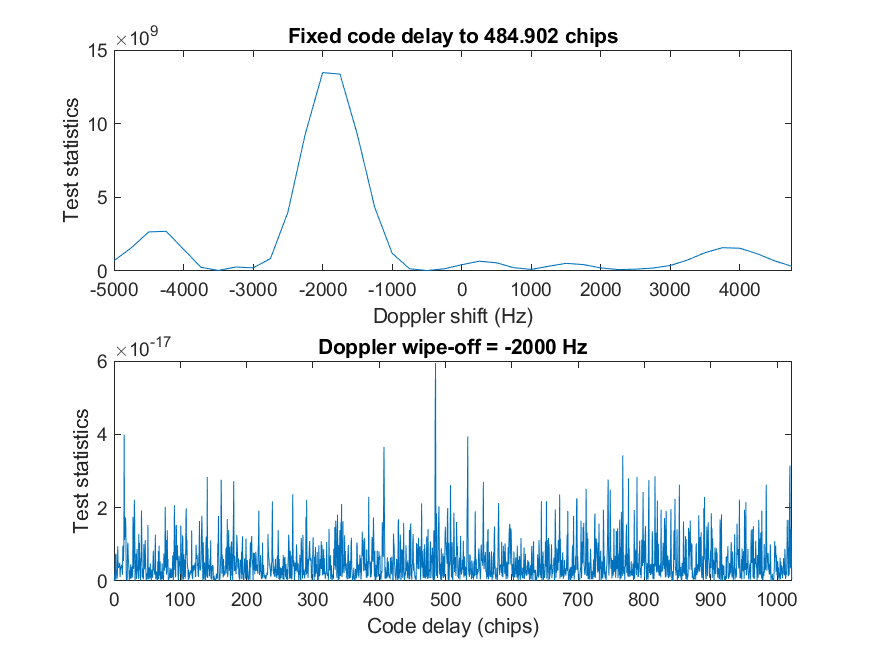 ×10^9
Fixed code delay to 484.902 chips
15
10
5
0
Test statistics
-5000 -4000 -3000 -2000 -1000 0 1000 2000 3000 4000
Doppler shift (Hz)
×10^-17
Doppler wipe-off = -2000 Hz
6
4
2
0
Test statistics
0 100 200 300 400 500 600 700 800 900 1000
Code delay (chips)